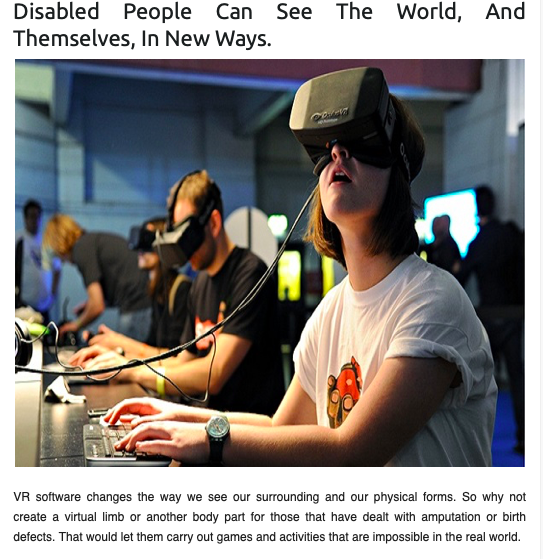 Disabled People Can See The World, And
Themselves, In New Ways.
VR software changes the way we see our surrounding and our physical forms. So why not
create a virtual limb or another body part for those that have dealt with amputation or birth
defects. That would let them carry out games and activities that are impossible in the real world.